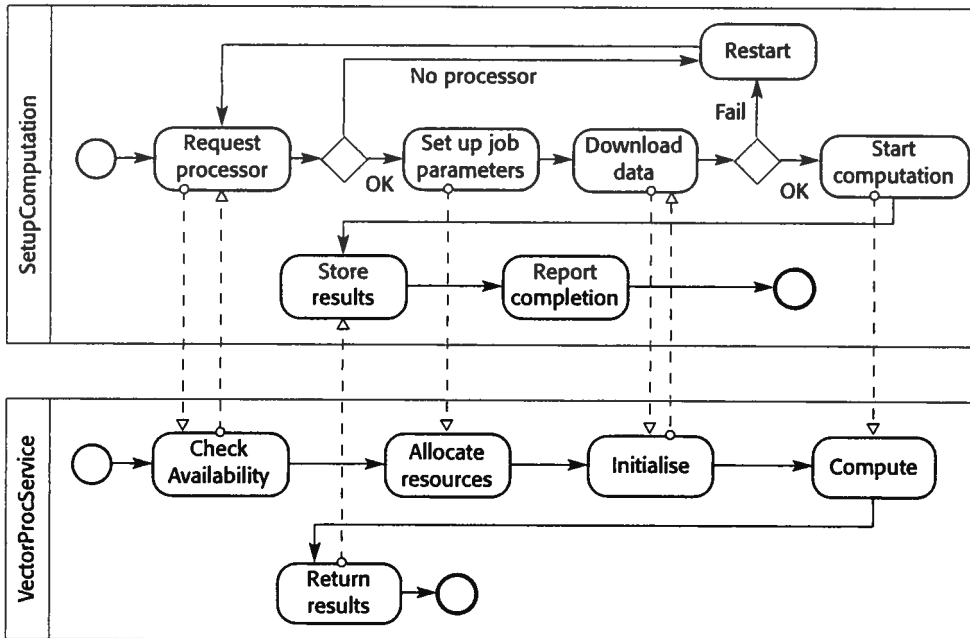 SetupComputation
Restart
No processor
Fail
Request
processor
OK
Set up job
parameters
Download
data
OK
Start
computation
Store
results
Report
completion
VectorProcService
Check
Availability
Allocate
resources
Initialise
Compute
Return
results